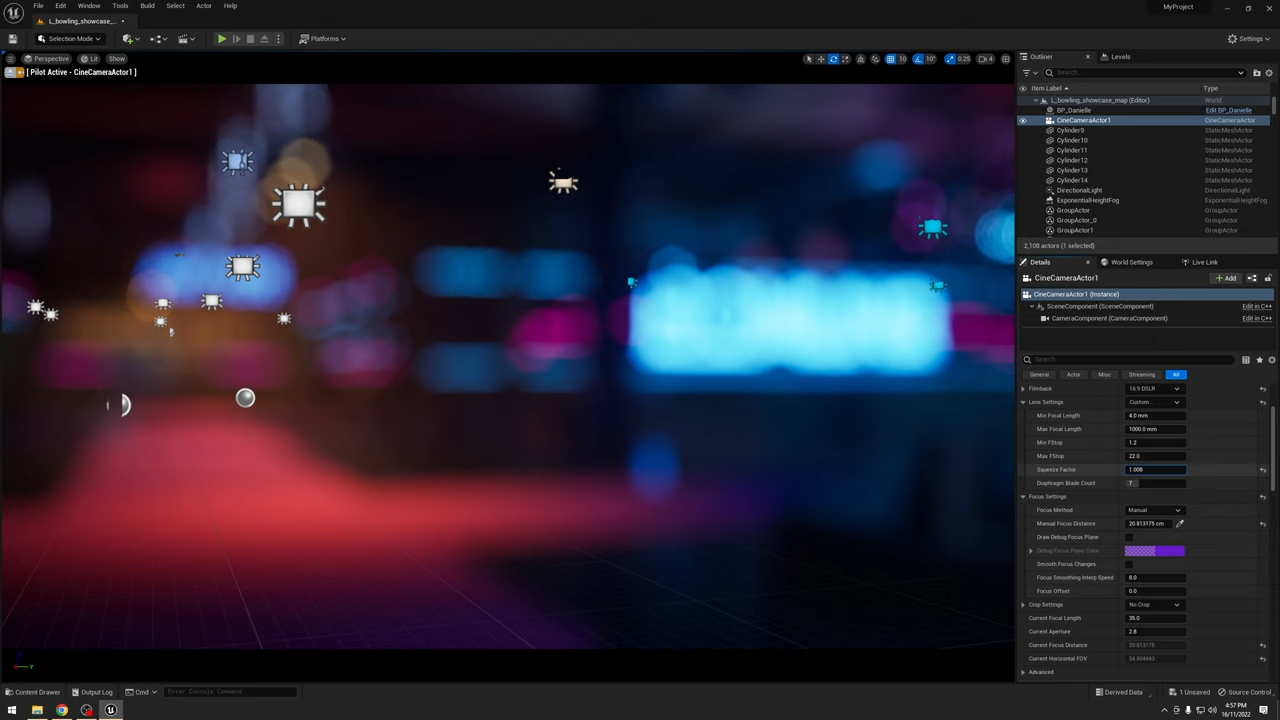 File Edit Window Tools Build Select Actor Help
MyProject
L_bowling_showcase_...
Selection Mode
Platforms
Settings
Perspective Lit Show
10 10° 0.25 4
[ Pilot Active - CineCameraActor1 ]
Outliner Levels
Search...
Item Label Type
L_bowling_showcase_map (Editor) World
BP_Danielle Edit BP_Danielle
CineCameraActor1 CineCameraActor
Cylinder9 StaticMeshActor
Cylinder10 StaticMeshActor
Cylinder11 StaticMeshActor
Cylinder12 StaticMeshActor
Cylinder13 StaticMeshActor
Cylinder14 StaticMeshActor
DirectionalLight DirectionalLight
ExponentialHeightFog ExponentialHeightFog
GroupActor GroupActor
GroupActor_0 GroupActor
GroupActor1 GroupActor
2,108 actors (1 selected)
Details World Settings Live Link
CineCameraActor1
Add
CineCameraActor1 (Instance)
SceneComponent (SceneComponent) Edit in C++
CameraComponent (CameraComponent) Edit in C++
Search
General Actor Misc Streaming All
Filmback 16:9 DSLR
Lens Settings Custom...
Min Focal Length 4.0 mm
Max Focal Length 1000.0 mm
Min FStop 1.2
Max FStop 22.0
Squeeze Factor 1.008
Diaphragm Blade Count 7
Focus Settings
Focus Method Manual
Manual Focus Distance 20.813175 cm
Draw Debug Focus Plane
Debug Focus Plane Color
Smooth Focus Changes
Focus Smoothing Interp Speed 8.0
Focus Offset 0.0
Crop Settings No Crop
Current Focal Length 35.0
Current Aperture 2.8
Current Focus Distance 20.813175
Current Horizontal FOV 54.804443
Advanced
Content Drawer Output Log Cmd Enter Console Command
Derived Data 1 Unsaved Source Control
4:57 PM
16/11/2022